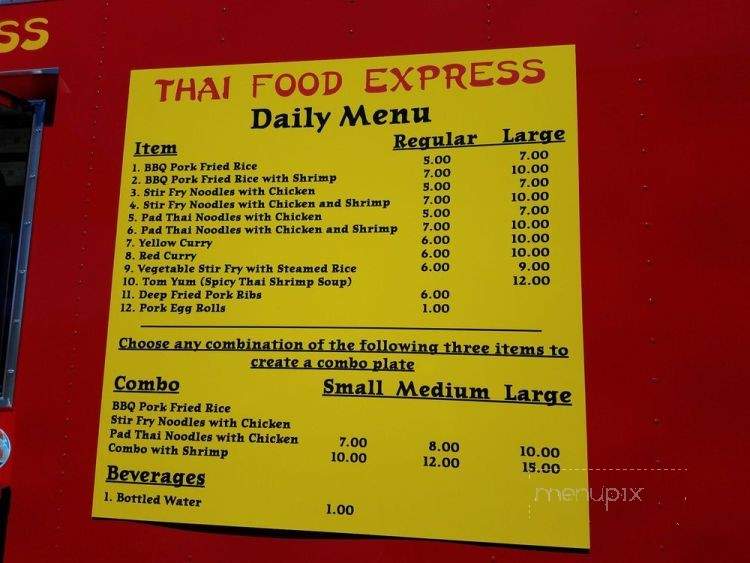 SS
THAI FOOD EXPRESS
Daily Menu
Item Regular Large
1. BBQ Pork Fried Rice 5.00 7.00
2. BBQ Pork Fried Rice with Shrimp 7.00 10.00
3. Stir Fry Noodles with Chicken 5.00 7.00
4. Stir Fry Noodles with Chicken and Shrimp 7.00 10.00
5. Pad Thai Noodles with Chicken 5.00 7.00
6. Pad Thai Noodles with Chicken and Shrimp 7.00 10.00
7. Yellow Curry 6.00 10.00
8. Red Curry 6.00 10.00
9. Vegetable Stir Fry with Steamed Rice 6.00 9.00
10. Tom Yum (Spicy Thai Shrimp Soup) 12.00
11. Deep Fried Pork Ribs 6.00
12. Pork Egg Rolls 1.00
Choose any combination of the following three items to
create a combo plate
Combo Small Medium Large
BBQ Pork Fried Rice
Stir Fry Noodles with Chicken
Pad Thai Noodles with Chicken 7.00 8.00 10.00
Combo with Shrimp 10.00 12.00 15.00
Beverages
1. Bottled Water 1.00
menupix